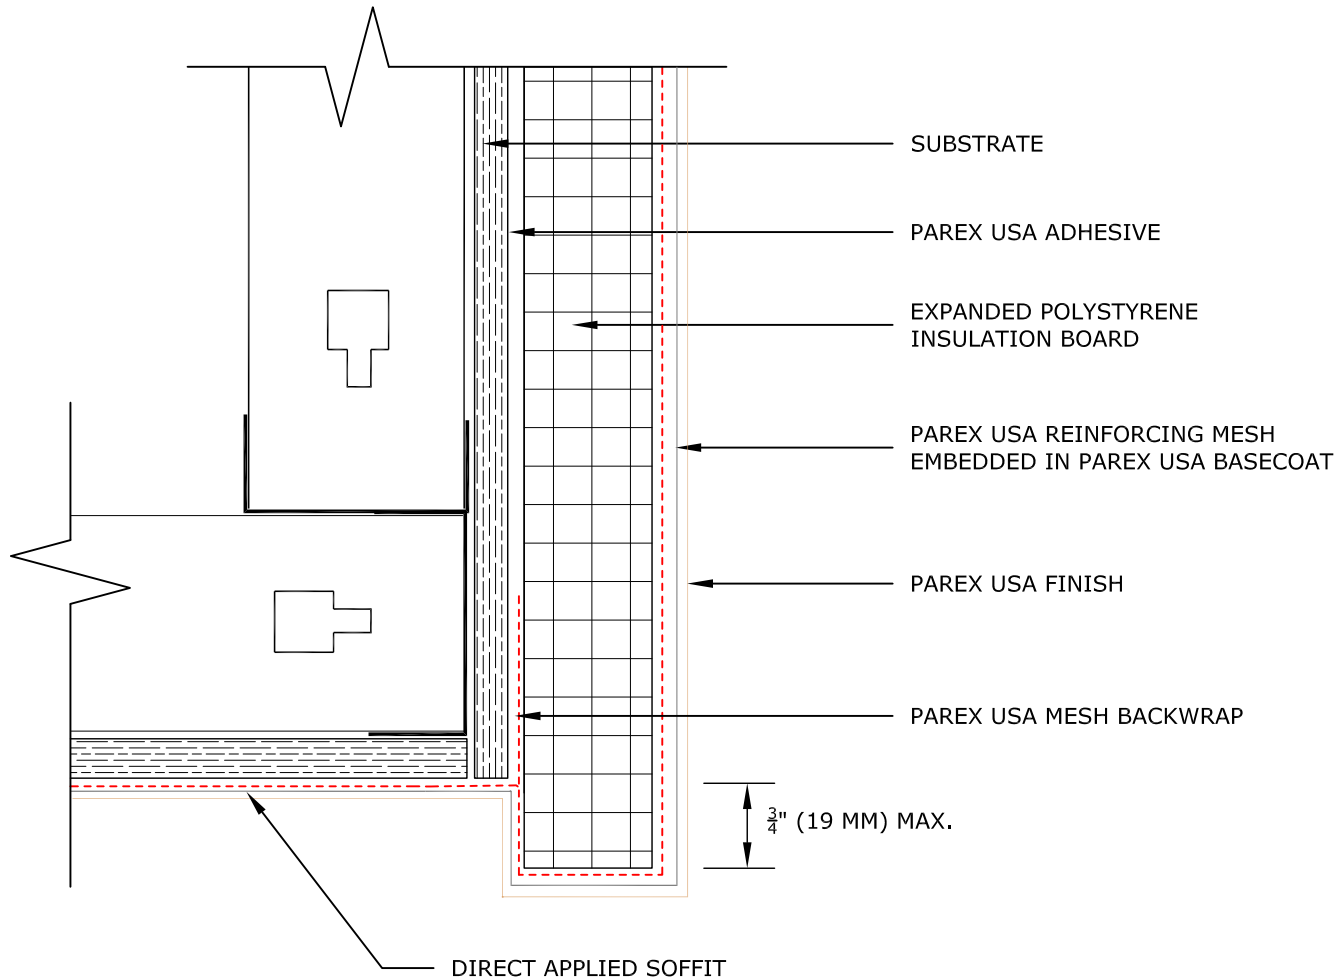 SUBSTRATE
PAREX USA ADHESIVE
EXPANDED POLYSTYRENE
INSULATION BOARD
PAREX USA REINFORCING MESH
EMBEDDED IN PAREX USA BASECOAT
PAREX USA FINISH
PAREX USA MESH BACKWRAP
¾" (19 MM) MAX.
DIRECT APPLIED SOFFIT